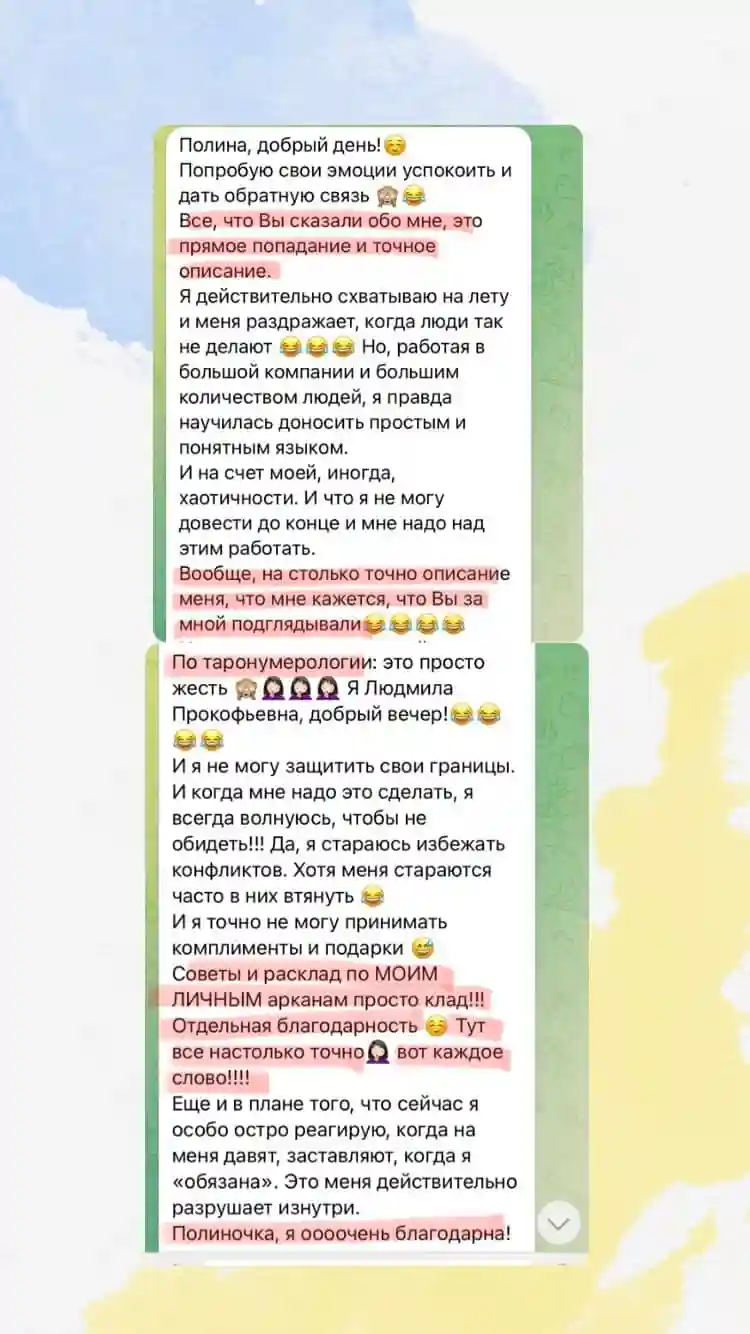 Полина, добрый день!☺️
Попробую свои эмоции успокоить и
дать обратную связь 🙈😂
Все, что Вы сказали обо мне, это
прямое попадание и точное
описание.
Я действительно схватываю на лету
и меня раздражает, когда люди так
не делают 😂😂😂 Но, работая в
большой компании и большим
количеством людей, я правда
научилась доносить простым и
понятным языком.
И на счет моей, иногда,
хаотичности. И что я не могу
довести до конце и мне надо над
этим работать.
Вообще, на столько точно описание
меня, что мне кажется, что Вы за
мной подглядывали😂😂😂😂
По таронумерологии: это просто
жесть 🙈🤦🏻‍♀️🤦🏻‍♀️🤦🏻‍♀️ Я Людмила
Прокофьевна, добрый вечер!😂😂
😂😂
И я не могу защитить свои границы.
И когда мне надо это сделать, я
всегда волнуюсь, чтобы не
обидеть!!! Да, я стараюсь избежать
конфликтов. Хотя меня стараются
часто в них втянуть 😂
И я точно не могу принимать
комплименты и подарки 😅
Советы и расклад по МОИМ
ЛИЧНЫМ арканам просто клад!!!
Отдельная благодарность ☺️ Тут
все настолько точно🤦🏻‍♀️ вот каждое
слово!!!!
Еще и в плане того, что сейчас я
особо остро реагирую, когда на
меня давят, заставляют, когда я
«обязана». Это меня действительно
разрушает изнутри.
Полиночка, я оооочень благодарна!